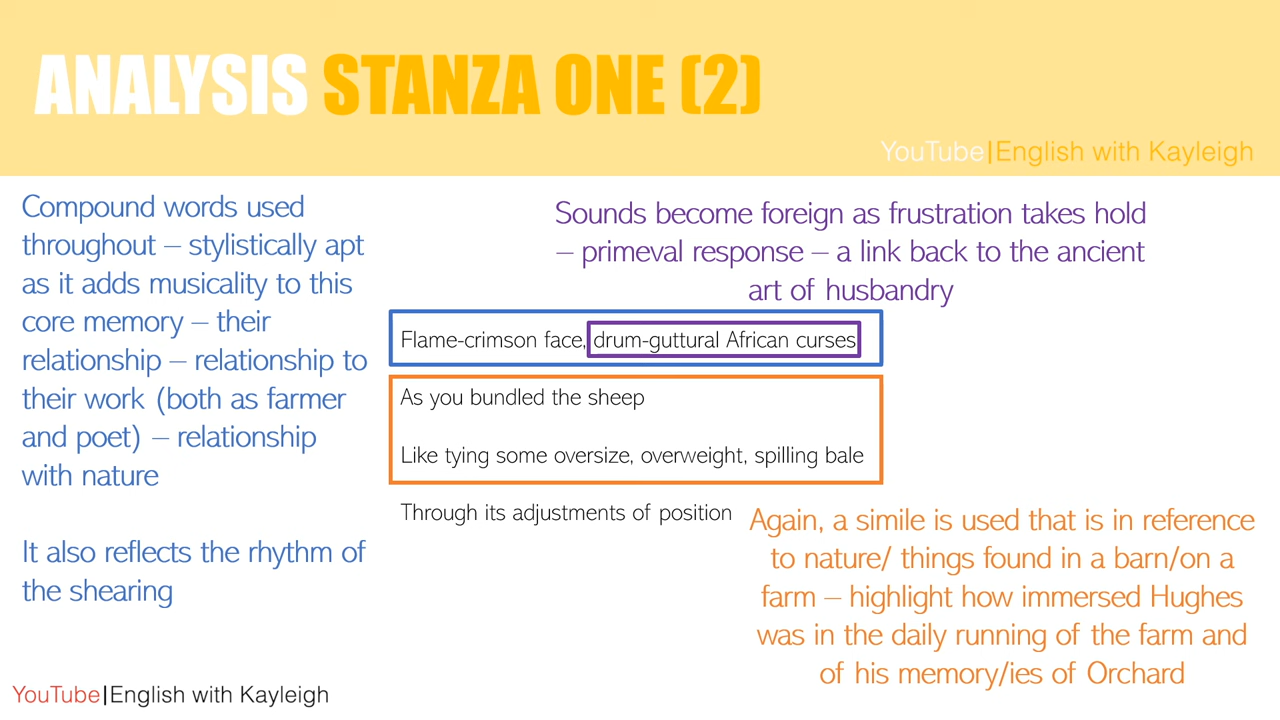 ANALYSIS STANZA ONE (2)
YouTube|English with Kayleigh
Compound words used
throughout – stylistically apt
as it adds musicality to this
core memory – their
relationship – relationship to
their work (both as farmer
and poet) – relationship
with nature
It also reflects the rhythm of
the shearing
Sounds become foreign as frustration takes hold
– primeval response – a link back to the ancient
art of husbandry
Flame-crimson face, drum-guttural African curses
As you bundled the sheep
Like tying some oversize, overweight, spilling bale
Through its adjustments of position
Again, a simile is used that is in reference
to nature/ things found in a barn/on a
farm – highlight how immersed Hughes
was in the daily running of the farm and
of his memory/ies of Orchard
YouTube|English with Kayleigh